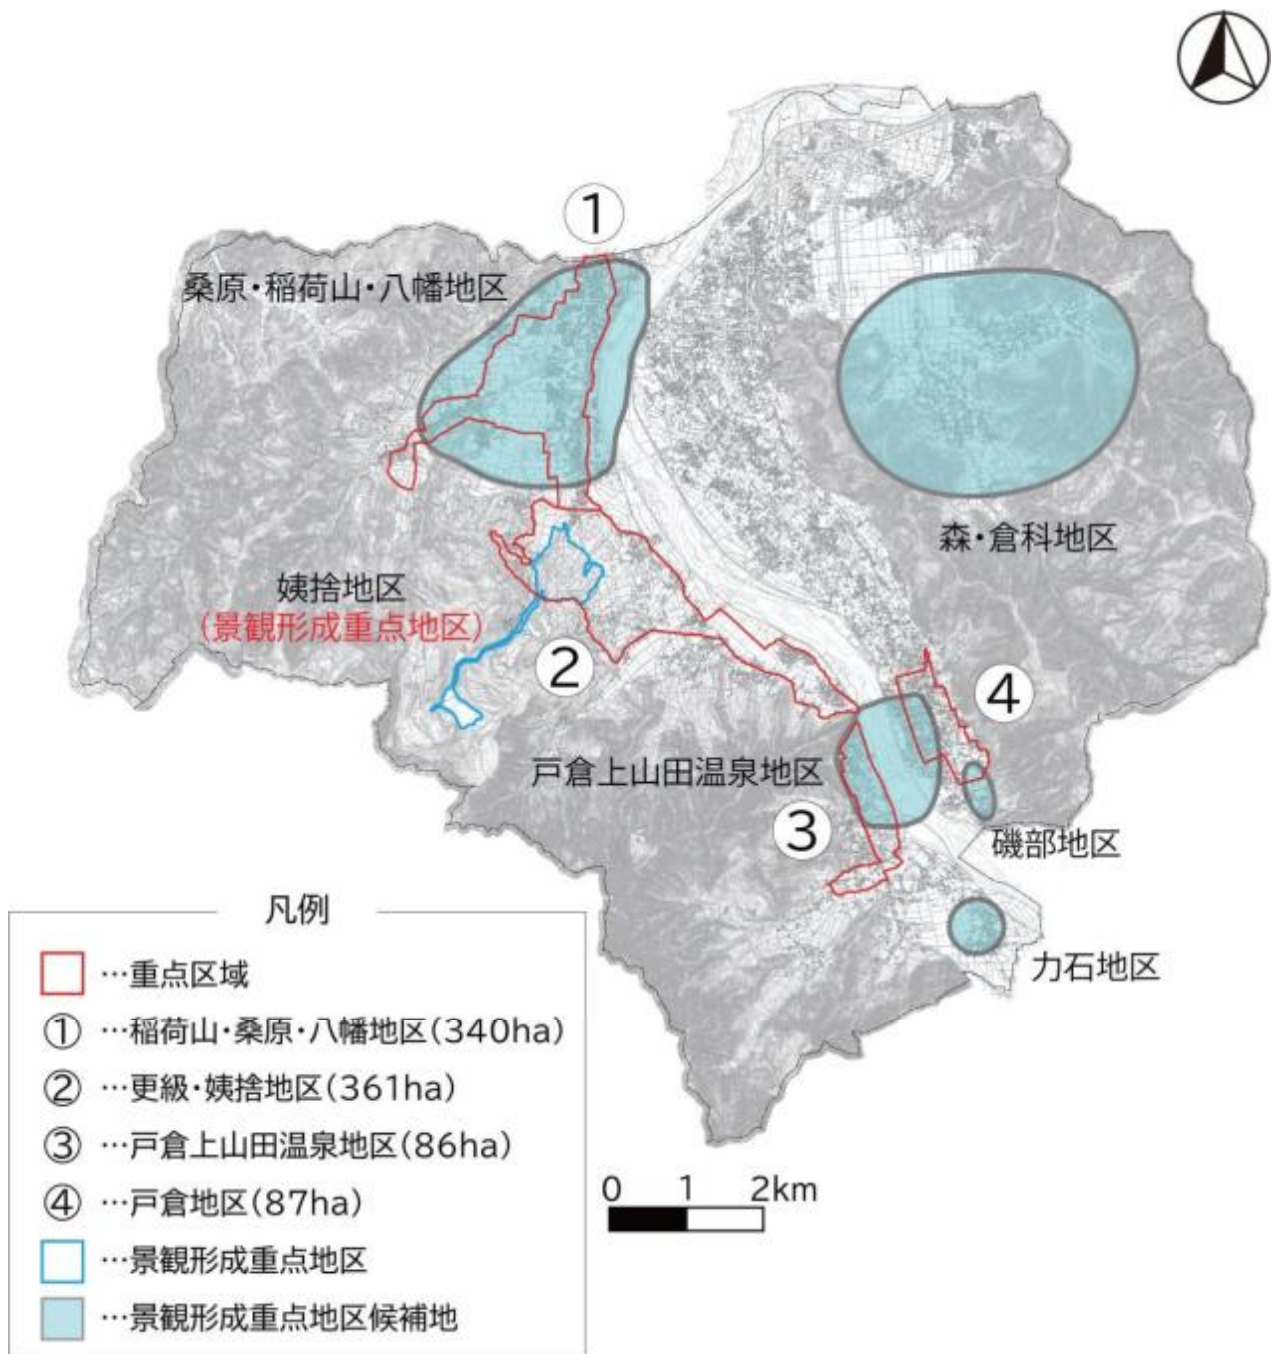 ①
桑原・稲荷山・八幡地区
森・倉科地区
姨捨地区
(景観形成重点地区)
②
④
戸倉上山田温泉地区
③
磯部地区
力石地区
凡例
…重点区域
① …稲荷山・桑原・八幡地区(340ha)
② …更級・姨捨地区(361ha)
③ …戸倉上山田温泉地区(86ha)
④ …戸倉地区(87ha)
…景観形成重点地区
…景観形成重点地区候補地
0 1 2km